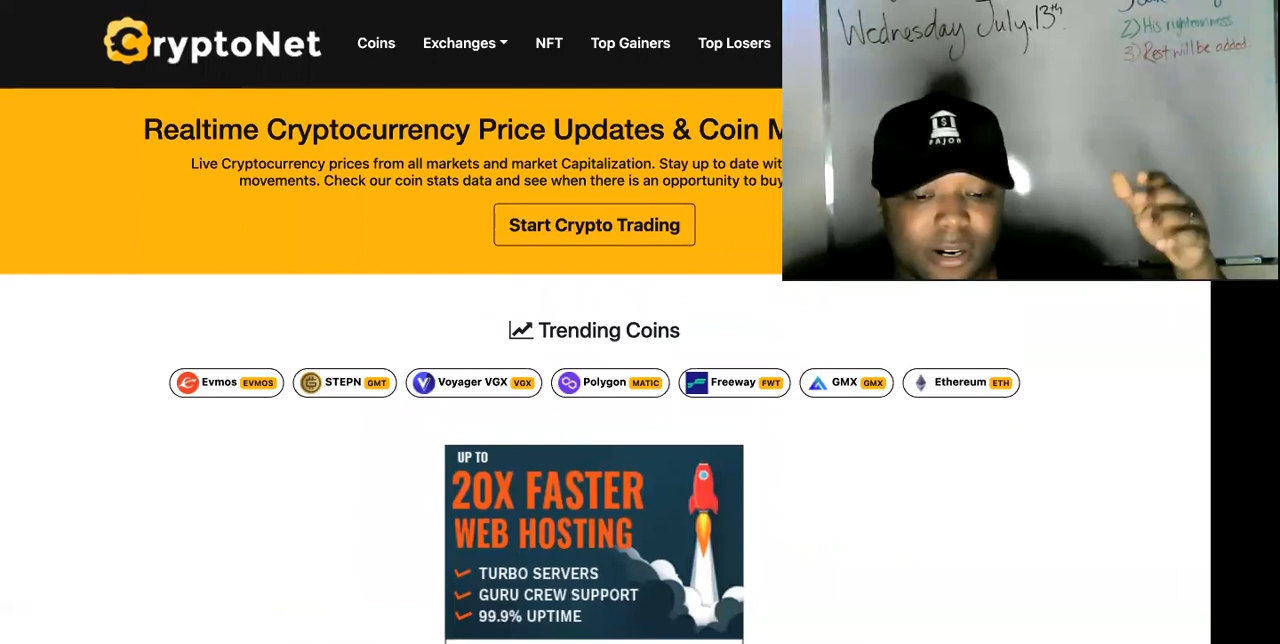 CryptoNet
Coins Exchanges NFT Top Gainers Top Losers
Realtime Cryptocurrency Price Updates & Coin M
Live Cryptocurrency prices from all markets and market Capitalization. Stay up to date wit
movements. Check our coin stats data and see when there is an opportunity to buy
Start Crypto Trading
Wednesday July.13th
2) His righteousness
3) Rest will be added
$
MAJOR
Trending Coins
Evmos EVMOS STEPN GMT Voyager VGX VGX Polygon MATIC Freeway FWT GMX GMX Ethereum ETH
UP TO
20X FASTER
WEB HOSTING
TURBO SERVERS
GURU CREW SUPPORT
99.9% UPTIME